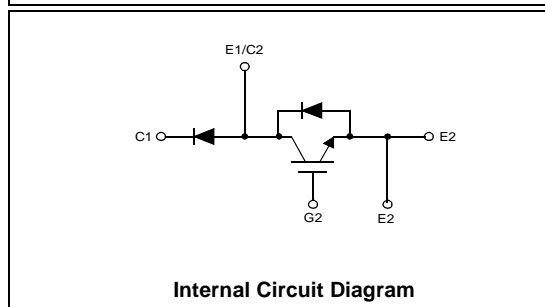 E1/C2
C1
E2
G2
E2
Internal Circuit Diagram